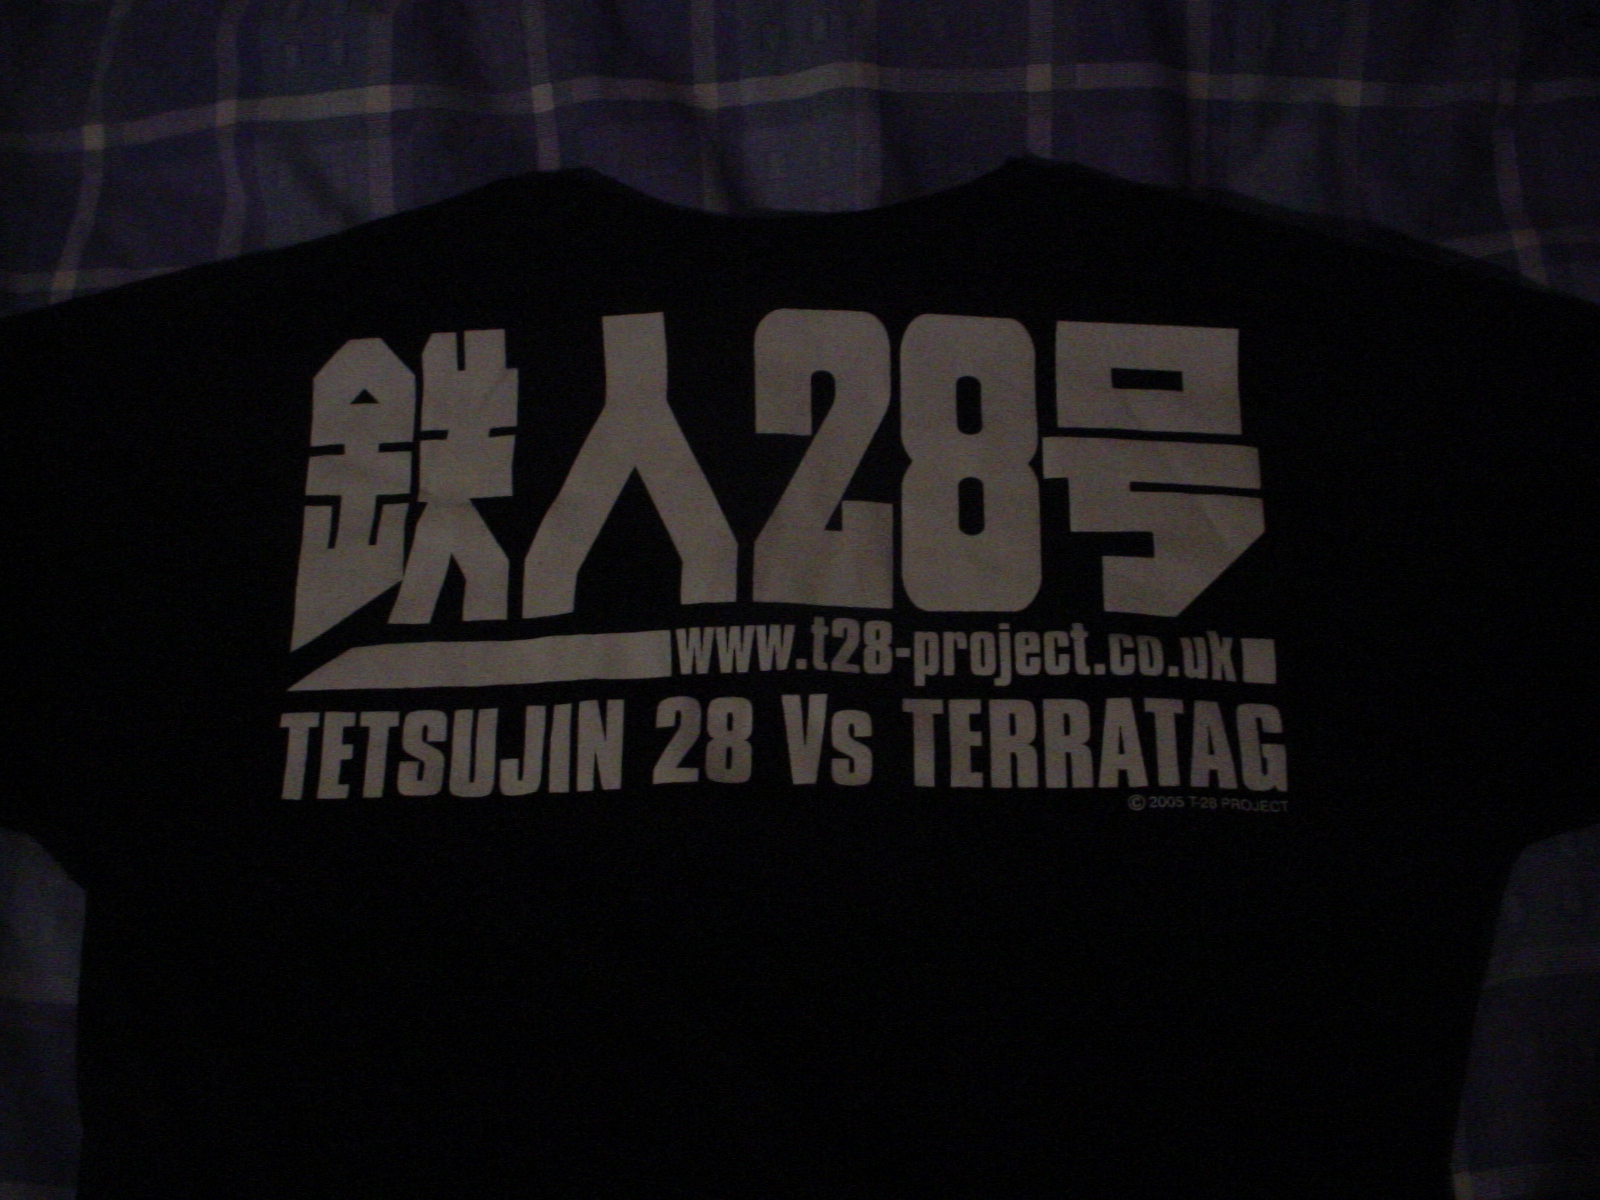 鉄人28号
www.t28-project.co.uk
TETSUJIN 28 Vs TERRATAG
© 2005 T-28 PROJECT